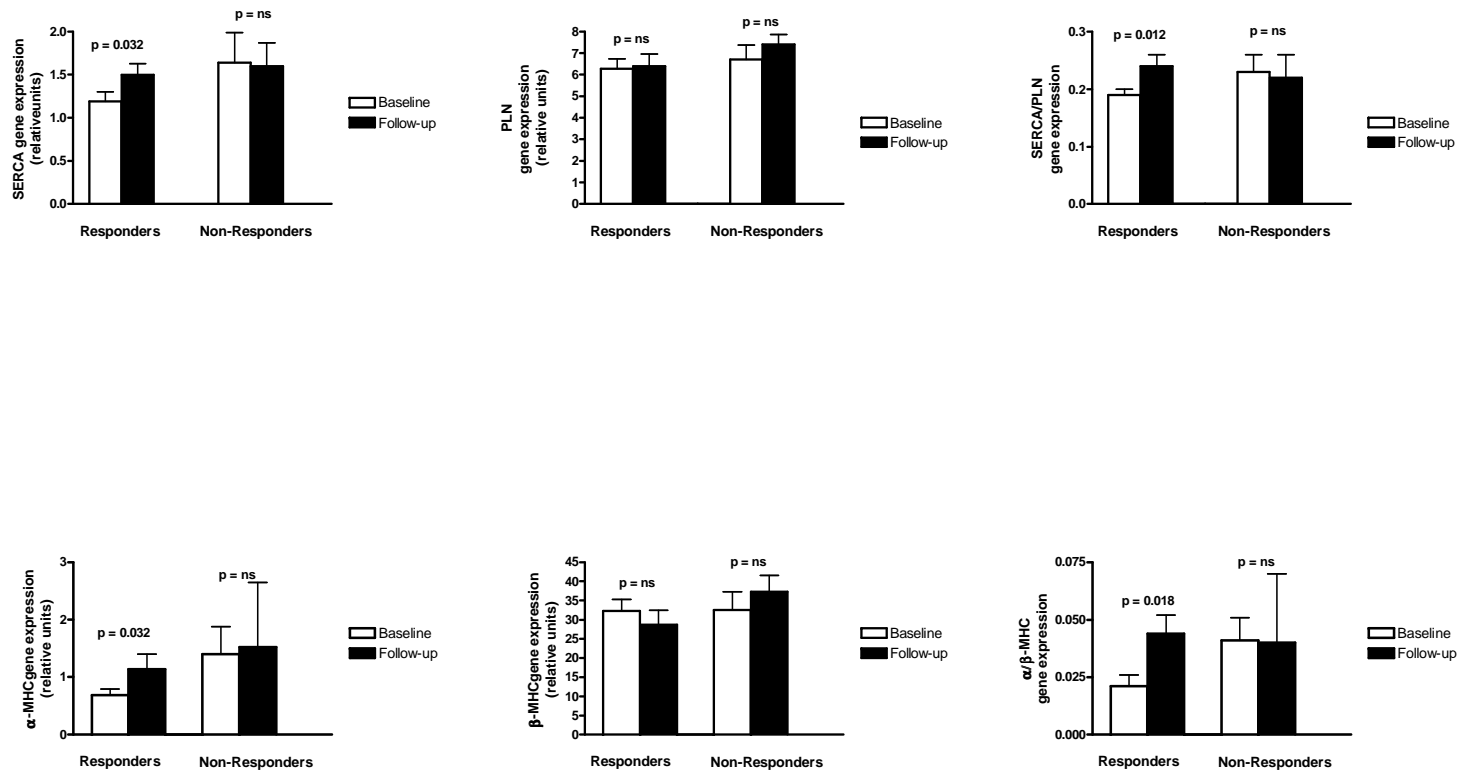 SERCA gene expression
(relativeunits)
2.0
1.5
1.0
0.5
0.0
p = 0.032
p = ns
Responders
Non-Responders
Baseline
Follow-up
PLN
gene expression
(relative units)
8
7
6
5
4
3
2
1
0
p = ns
p = ns
Responders
Non-Responders
Baseline
Follow-up
SERCA/PLN
gene expression
0.3
0.2
0.1
0.0
p = 0.012
p = ns
Responders
Non-Responders
Baseline
Follow-up
α-MHCgene expression
(relative units)
3
2
1
0
p = 0.032
p = ns
Responders
Non-Responders
Baseline
Follow-up
β-MHCgene expression
(relative units)
45
40
35
30
25
20
15
10
5
0
p = ns
p = ns
Responders
Non-Responders
Baseline
Follow-up
α/β-MHC
gene expression
0.075
0.050
0.025
0.000
p = 0.018
p = ns
Responders
Non-Responders
Baseline
Follow-up